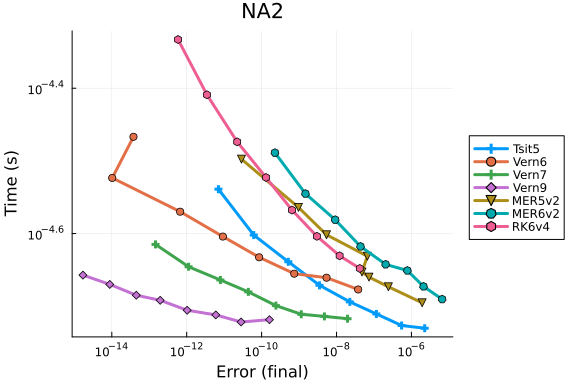 NA2
Time (s)
10^−4.4
10^−4.6
10^−14 10^−12 10^−10 10^−8 10^−6
Error (final)
Tsit5
Vern6
Vern7
Vern9
MER5v2
MER6v2
RK6v4